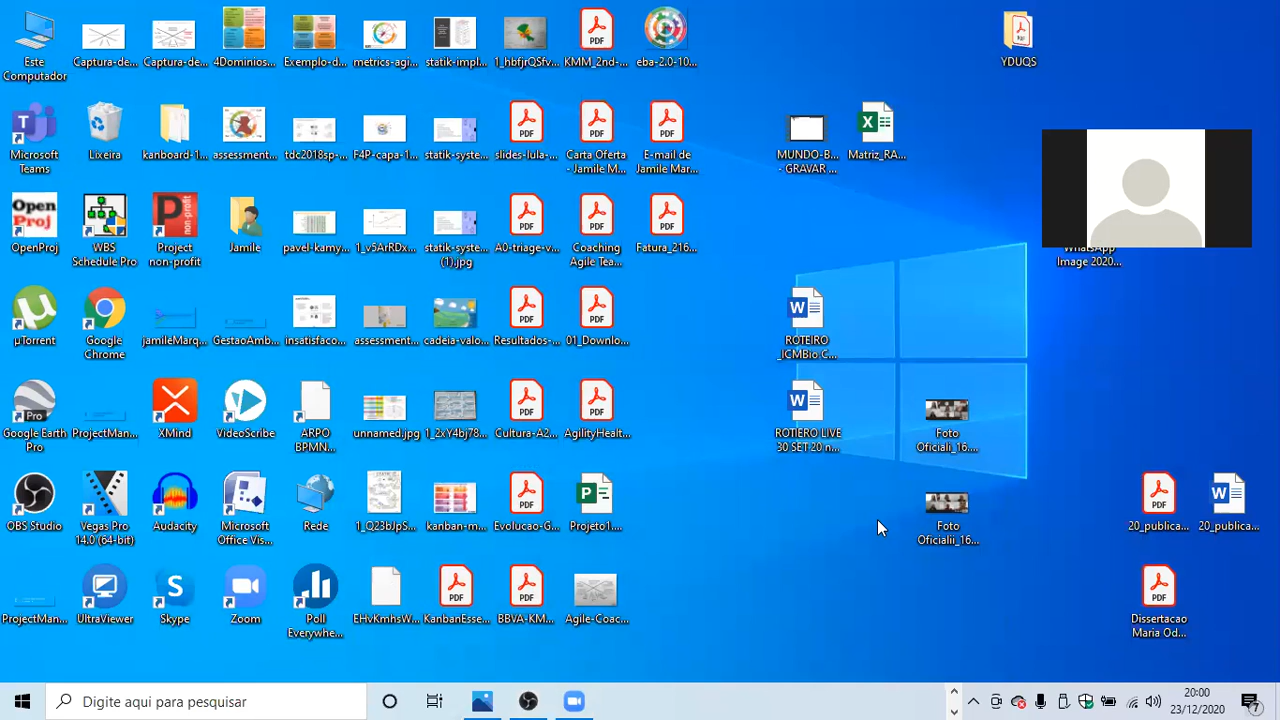 Este
Computador
Captura-de...
Captura-de...
4Dominios...
Exemplo-d...
metrics-agi...
statik-impl...
1_hbfjrQSfv...
KMM_2nd-...
eba-2.0-10...
YDUQS
Microsoft
Teams
Lixeira
kanboard-1...
assessment...
tdc2018sp-...
F4P-capa-1...
statik-syste...
slides-lula-...
Carta Oferta
- Jamile M...
E-mail de
Jamile Mar...
MUNDO-B...
- GRAVAR ...
Matriz_RA...
Open
Proj
OpenProj
WBS
Schedule Pro
Project
non-profit
Jamile
pavel-kamy...
1_v5ArRDx...
statik-syste...
(1).jpg
A0-triage-v...
Coaching
Agile Tea...
Fatura_216...
WhatsApp
Image 2020...
µTorrent
Google
Chrome
jamileMarq...
GestaoAmb...
insatisfaco...
assessment...
cadeia-valo...
Resultados-...
01_Downlo...
ROTEIRO
_ICMBio C...
Google Earth
Pro
ProjectMan...
XMind
VideoScribe
ARPO
BPMN...
unnamed.jpg
1_2xY4bj78...
Cultura-A2...
AgilityHealt...
ROTIERO LIVE
30 SET 20 n...
Foto
Oficiali_16...
OBS Studio
Vegas Pro
14.0 (64-bit)
Audacity
Microsoft
Office Vis...
Rede
1_Q23bJpS...
kanban-m...
Evolucao-G...
Projeto1....
Foto
Oficialii_16...
20_publica...
20_publica...
ProjectMan...
UltraViewer
Skype
Zoom
Poll
Everywhe...
EHvKmhsW...
KanbanEsse...
BBVA-KM...
Agile-Coac...
Dissertacao
Maria Od...
Digite aqui para pesquisar
20:00
23/12/2020
7